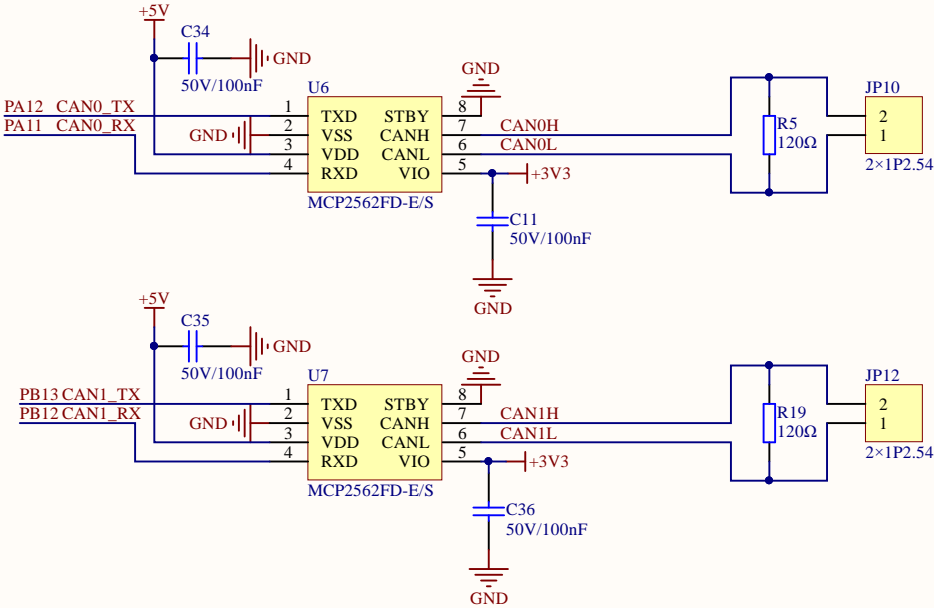 +5V
C34
GND
50V/100nF
U6
GND
JP10
PA12 CAN0_TX
1
TXD
STBY
8
2
PA11 CAN0_RX
GND
2
VSS
CANH
7
CAN0H
R5
1
3
VDD
CANL
6
CAN0L
120Ω
4
RXD
VIO
5
+3V3
2×1P2.54
MCP2562FD-E/S
C11
50V/100nF
GND
+5V
C35
GND
50V/100nF
U7
GND
JP12
PB13 CAN1_TX
1
TXD
STBY
8
2
PB12 CAN1_RX
GND
2
VSS
CANH
7
CAN1H
R19
1
3
VDD
CANL
6
CAN1L
120Ω
4
RXD
VIO
5
+3V3
2×1P2.54
MCP2562FD-E/S
C36
50V/100nF
GND